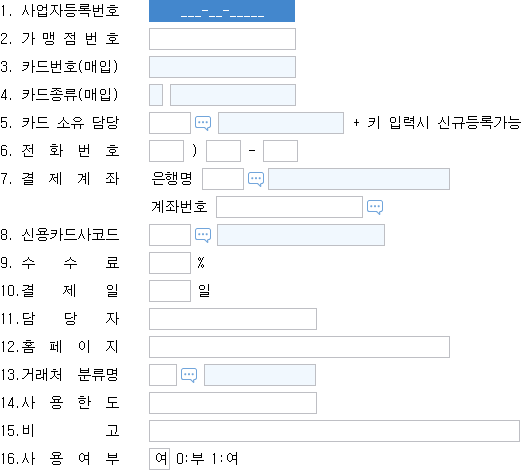 1. 사업자등록번호 ___-__-_____
2. 가 맹 점 번 호
3. 카드번호(매입)
4. 카드종류(매입)
5. 카드 소유 담당 + 키 입력시 신규등록가능
6. 전 화 번 호 ) -
7. 결 제 계 좌 은행명
계좌번호
8. 신용카드사코드
9. 수 수 료 %
10.결 제 일 일
11.담 당 자
12.홈 페 이 지
13.거래처 분류명
14.사 용 한 도
15.비 고
16.사 용 여 부 여 0:부 1:여